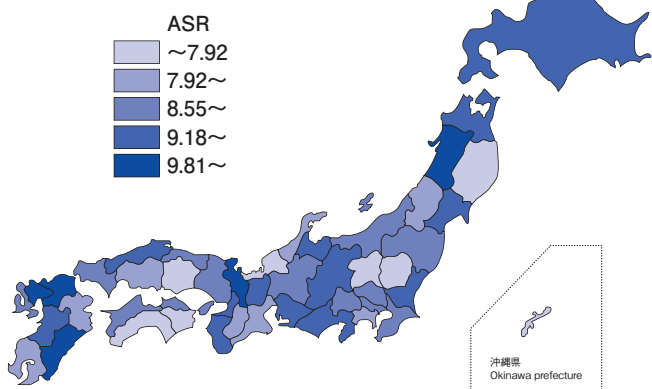 ASR
～7.92
7.92～
8.55～
9.18～
9.81～
沖縄県
Okinawa prefecture